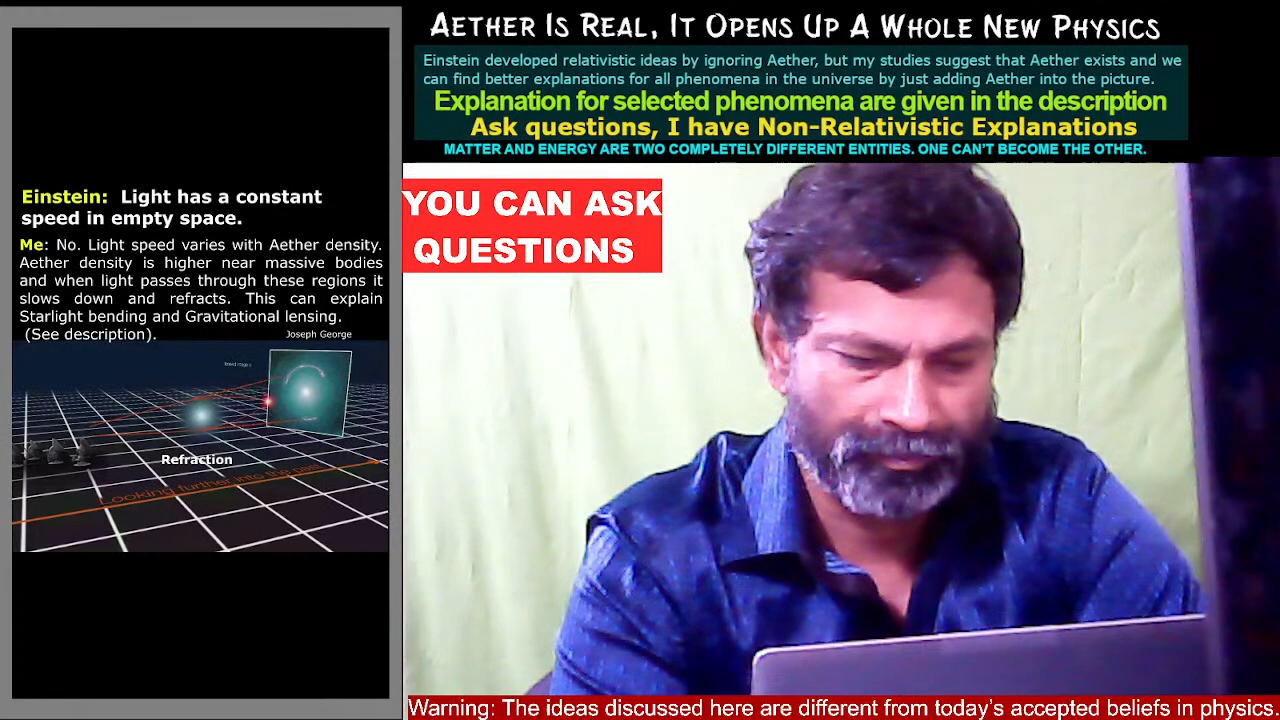 AETHER IS REAL, IT OPENS UP A WHOLE NEW PHYSICS
Einstein developed relativistic ideas by ignoring Aether, but my studies suggest that Aether exists and we
can find better explanations for all phenomena in the universe by just adding Aether into the picture.
Explanation for selected phenomena are given in the description
Ask questions, I have Non-Relativistic Explanations
MATTER AND ENERGY ARE TWO COMPLETELY DIFFERENT ENTITIES. ONE CAN'T BECOME THE OTHER.
YOU CAN ASK
QUESTIONS
Einstein: Light has a constant
speed in empty space.
Me: No. Light speed varies with Aether density.
Aether density is higher near massive bodies
and when light passes through these regions it
slows down and refracts. This can explain
Starlight bending and Gravitational lensing.
(See description).
Joseph George
Refraction
Looking further into the past
Warning: The ideas discussed here are different from today's accepted beliefs in physics.